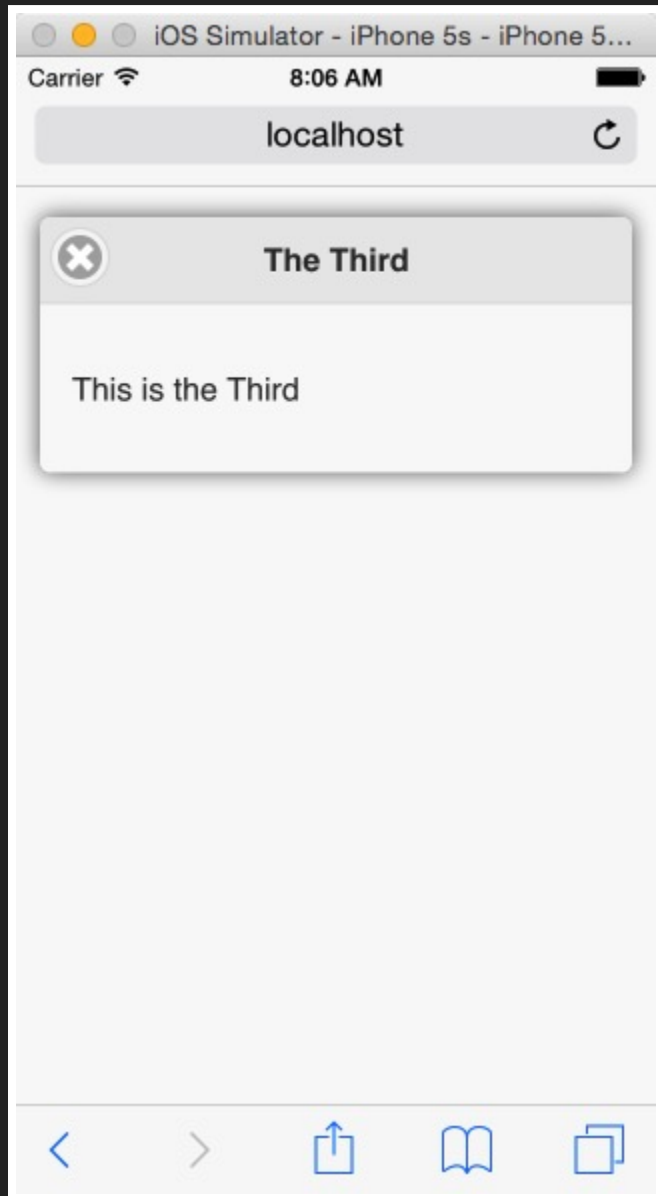 iOS Simulator - iPhone 5s - iPhone 5...
Carrier 8:06 AM
localhost
The Third
This is the Third